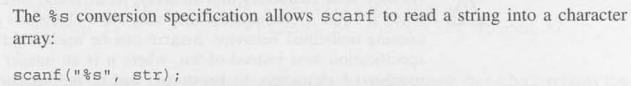 The %s conversion specification allows scanf to read a string into a character
array:
scanf("%s", str);